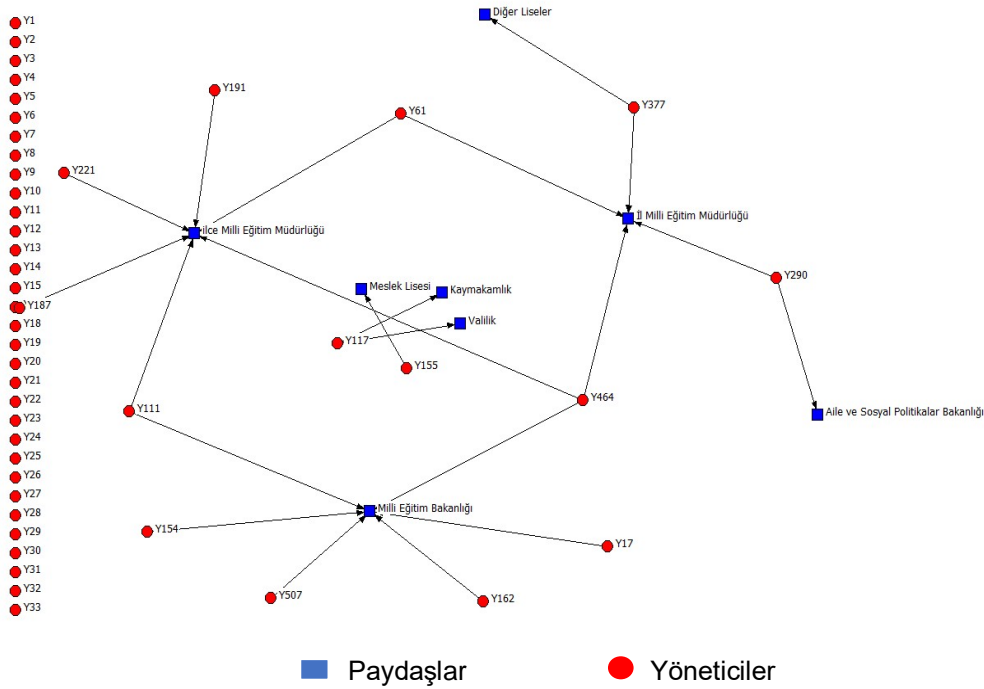 Diğer Liseler
Y1
Y2
Y3
Y4
Y5
Y6
Y7
Y8
Y9
Y10
Y11
Y12
Y13
Y14
Y15
Y187
Y18
Y19
Y20
Y21
Y22
Y23
Y24
Y25
Y26
Y27
Y28
Y29
Y30
Y31
Y32
Y33
Y191
Y61
Y377
Y221
İl Milli Eğitim Müdürlüğü
ilce Milli Eğitim Müdürlüğü
Y290
Meslek Lisesi
Kaymakamlık
Valilik
Y117
Y155
Y464
Y111
Aile ve Sosyal Politikalar Bakanlığı
Milli Eğitim Bakanlığı
Y154
Y17
Y507
Y162
Paydaşlar
Yöneticiler